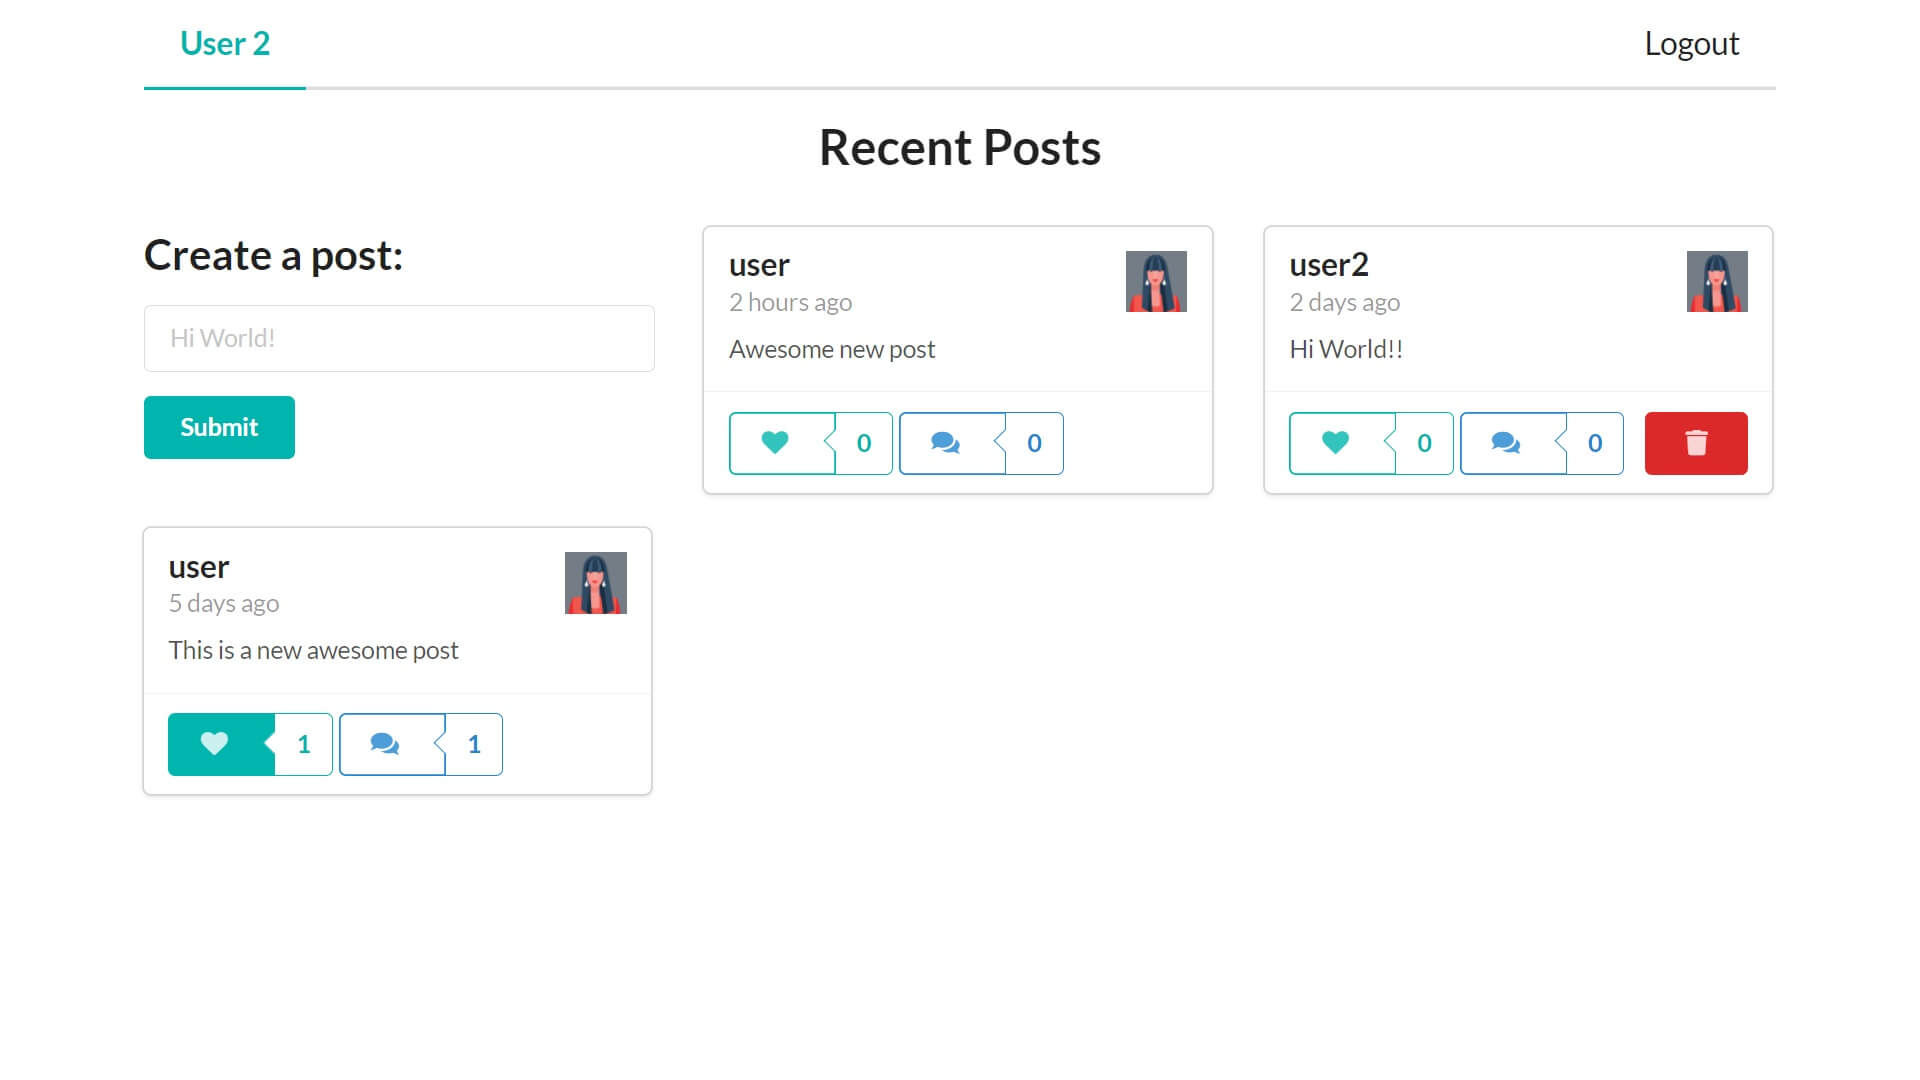 User 2
Logout
Recent Posts
Create a post:
Hi World!
Submit
user
2 hours ago
Awesome new post
0
0
user2
2 days ago
Hi World!!
0
0
user
5 days ago
This is a new awesome post
1
1